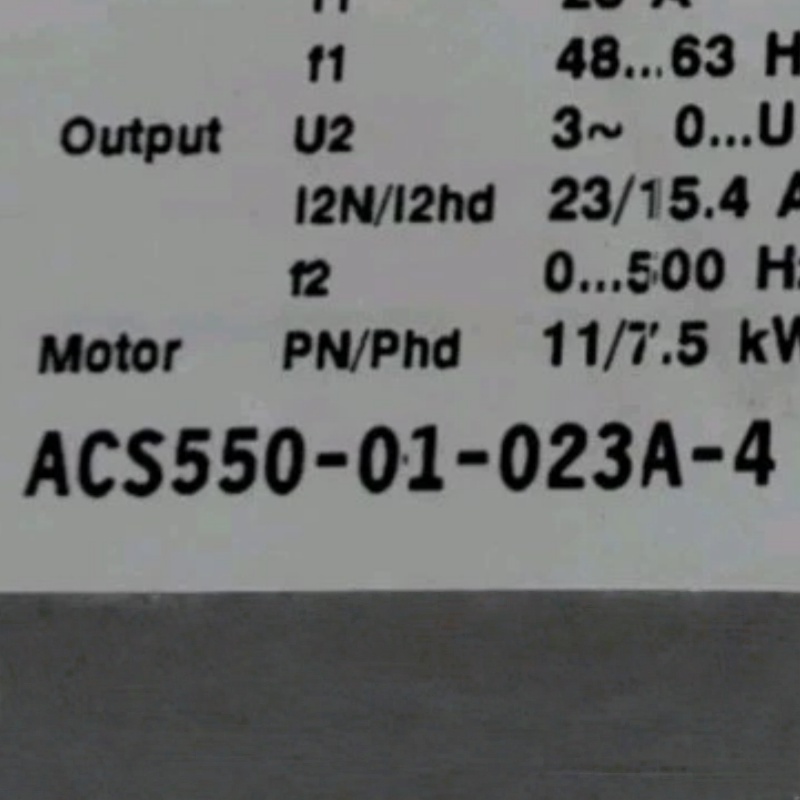 f1 48...63 H
Output U2 3~ 0...U
I2N/I2hd 23/15.4 A
f2 0...500 Hz
Motor PN/Phd 11/7.5 kW
ACS550-01-023A-4